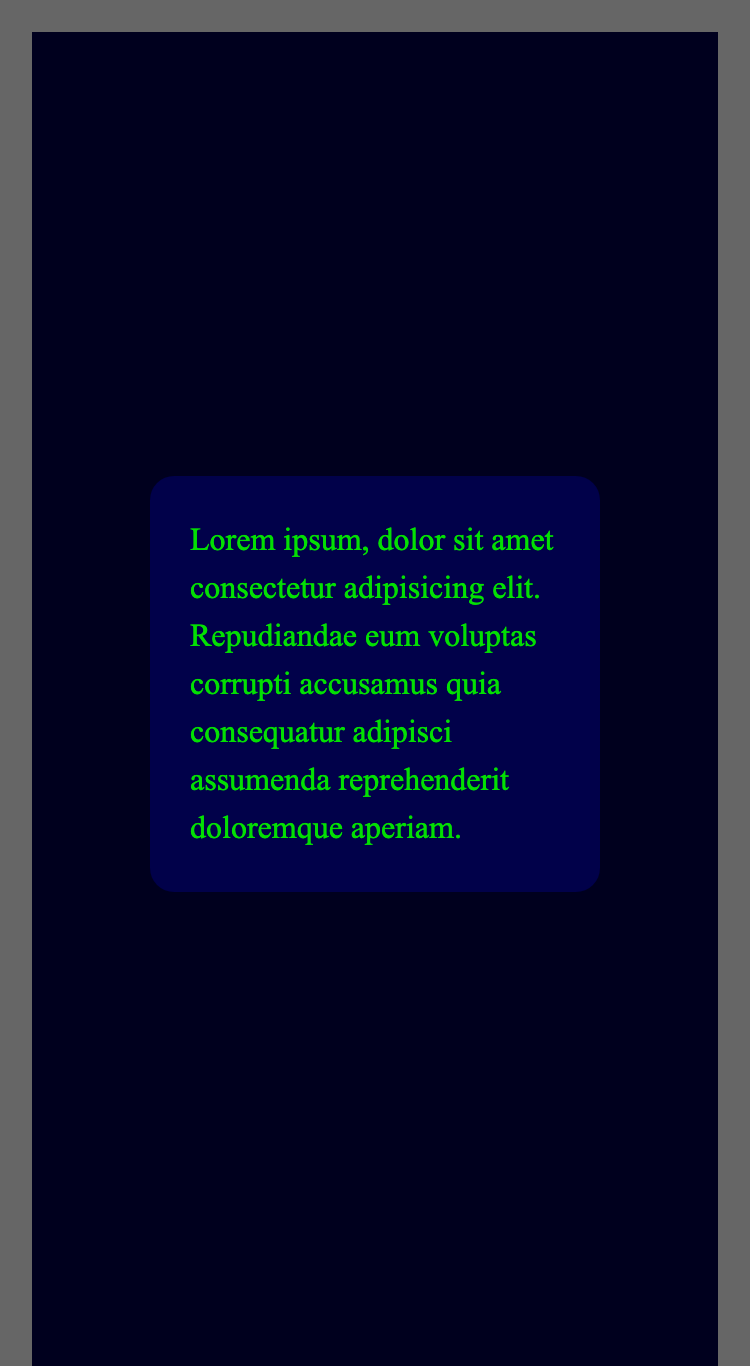 Lorem ipsum, dolor sit amet
consectetur adipisicing elit.
Repudiandae eum voluptas
corrupti accusamus quia
consequatur adipisci
assumenda reprehenderit
doloremque aperiam.